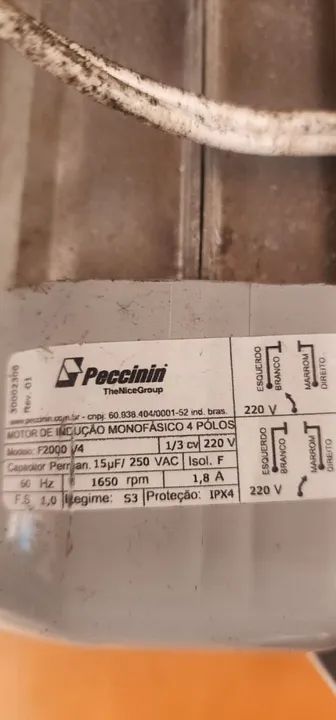 30002300
Rev. 01
Peccinin
TheNiceGroup
www.peccinin.com.br - cnpj: 60.938.404/0001-52 ind. bras.
MOTOR DE INDUÇÃO MONOFÁSICO 4 PÓLOS
Modelo: F2000 V4 1/3 cv 220 V
Capacitor Perman. 15µF/ 250 VAC Isol. F
60 Hz 1650 rpm 1,8 A
F.S 1,0 Regime: S3 Proteção: IPX4
ESQUERDO
BRANCO
MARROM
DIREITO
220 V
ESQUERDO
BRANCO
MARROM
DIREITO
220 V